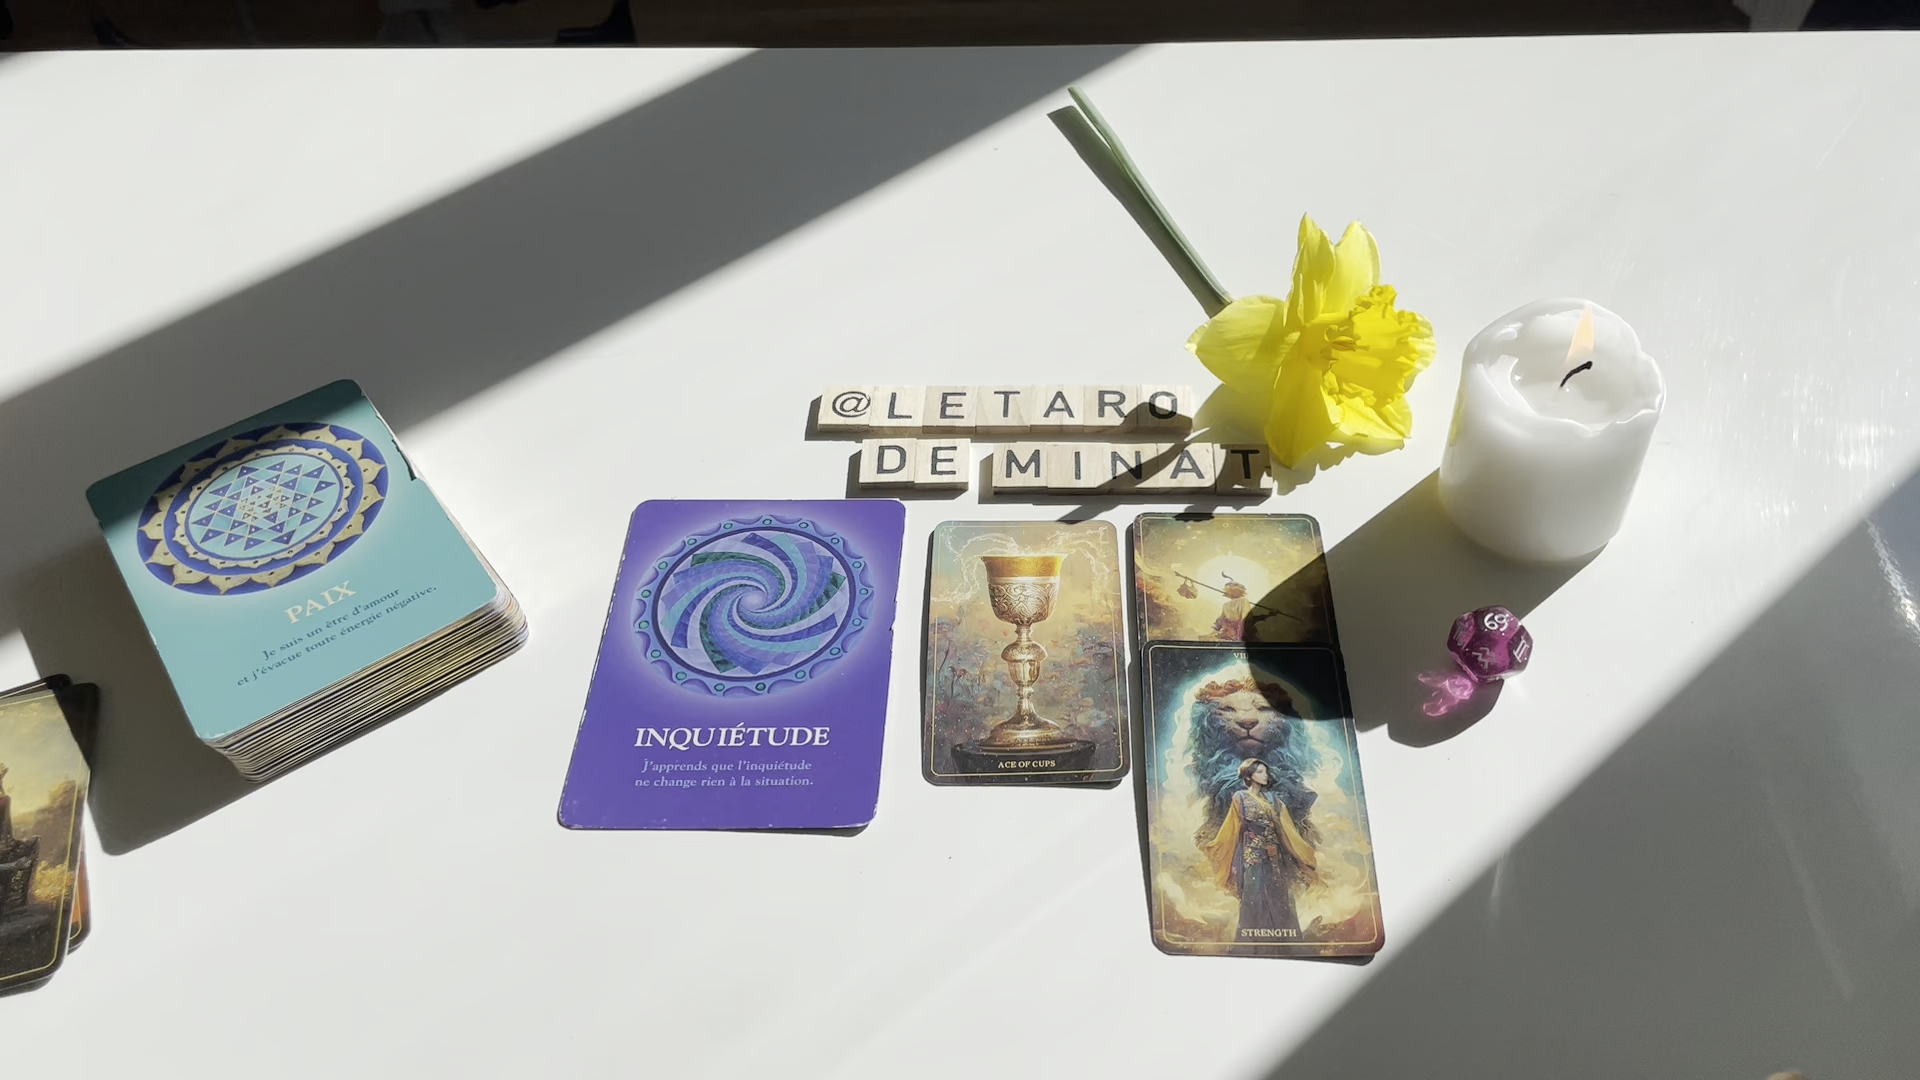 @LETARO
DE MINAT
PAIX
Je suis un être d'amour
et j'évacue toute énergie négative.
INQUIÉTUDE
J'apprends que l'inquiétude
ne change rien à la situation.
ACE OF CUPS
0
STRENGTH